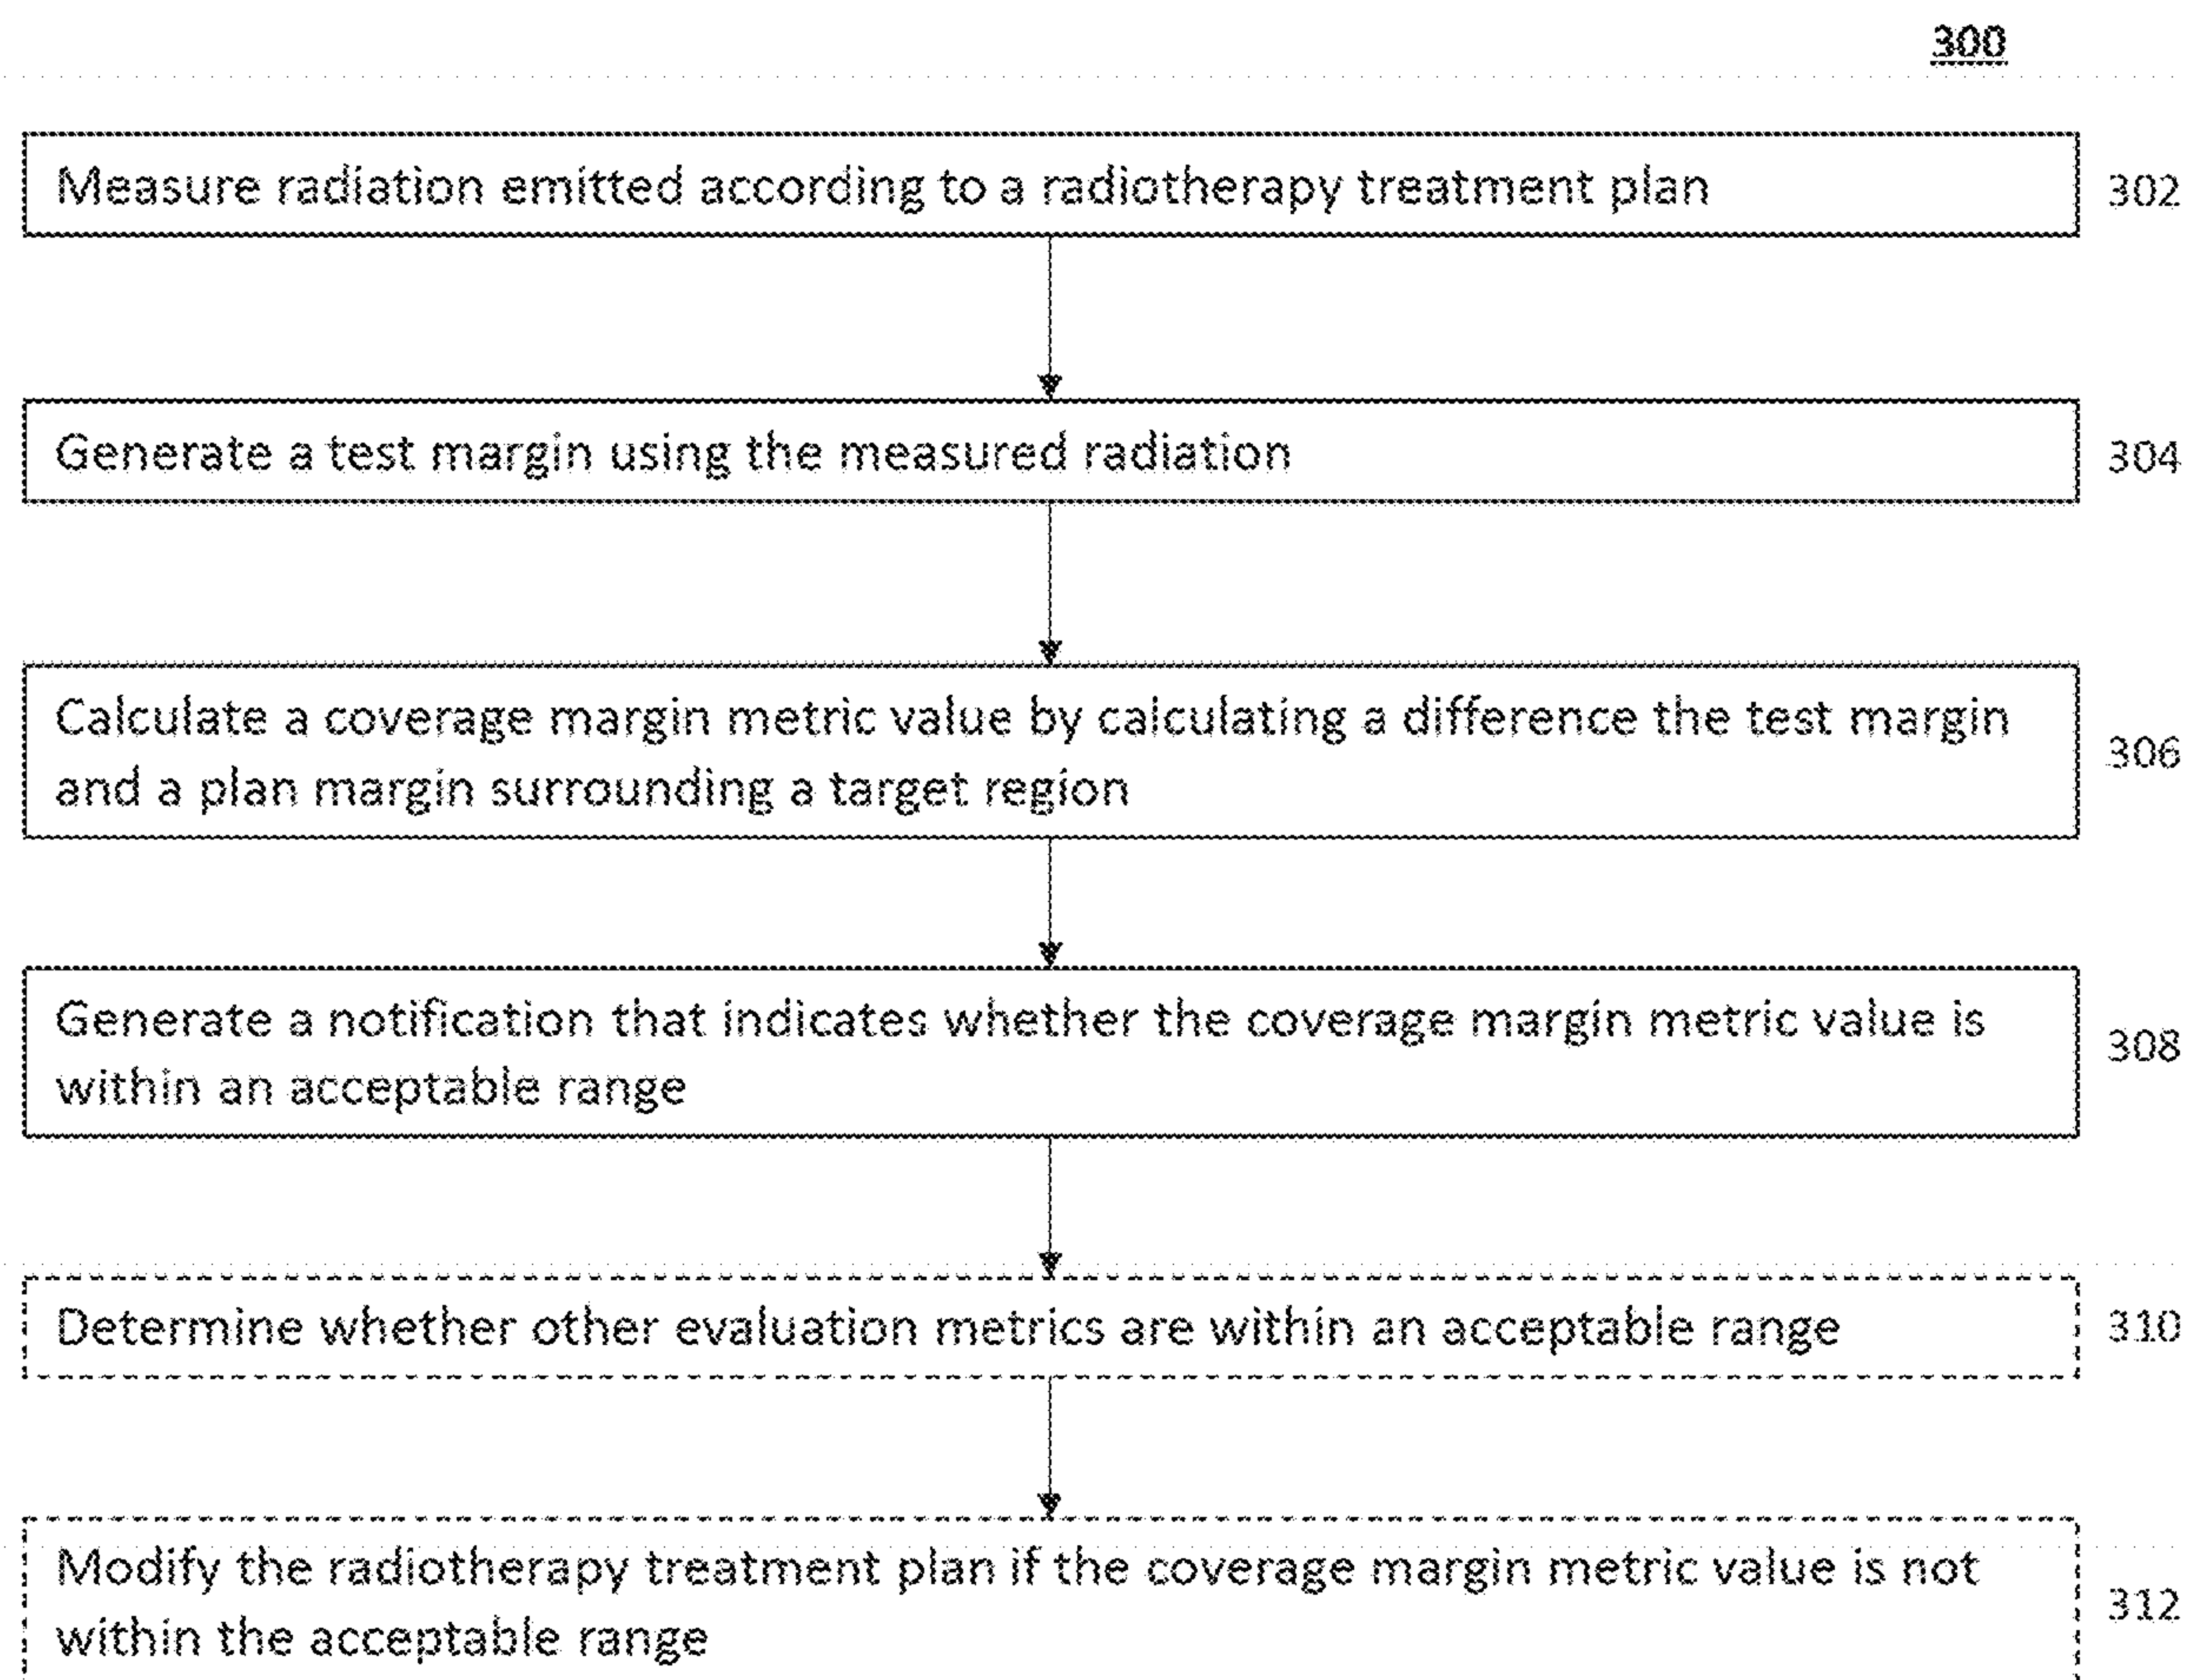 300
Measure radiation emitted according to a radiotherapy treatment plan
302
Generate a test margin using the measured radiation
304
Calculate a coverage margin metric value by calculating a difference the test margin
and a plan margin surrounding a target region
306
Generate a notification that indicates whether the coverage margin metric value is
within an acceptable range
308
Determine whether other evaluation metrics are within an acceptable range
310
Modify the radiotherapy treatment plan if the coverage margin metric value is not
within the acceptable range
312